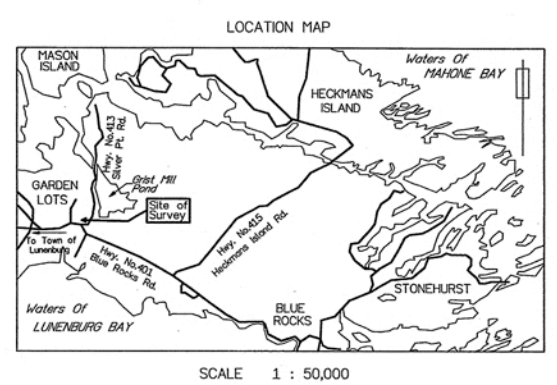 LOCATION MAP
MASON
ISLAND
Waters Of
MAHONE BAY
HECKMANS
ISLAND
Hwy. No.413
Silver Pt. Rd.
Grist Mill
Pond
GARDEN
LOTS
Site of
Survey
To Town of
Lunenburg
Hwy. No.415
Heckmans Island Rd.
Hwy. No.401
Blue Rocks Rd.
STONEHURST
Waters Of
LUNENBURG BAY
BLUE
ROCKS
SCALE 1 : 50,000